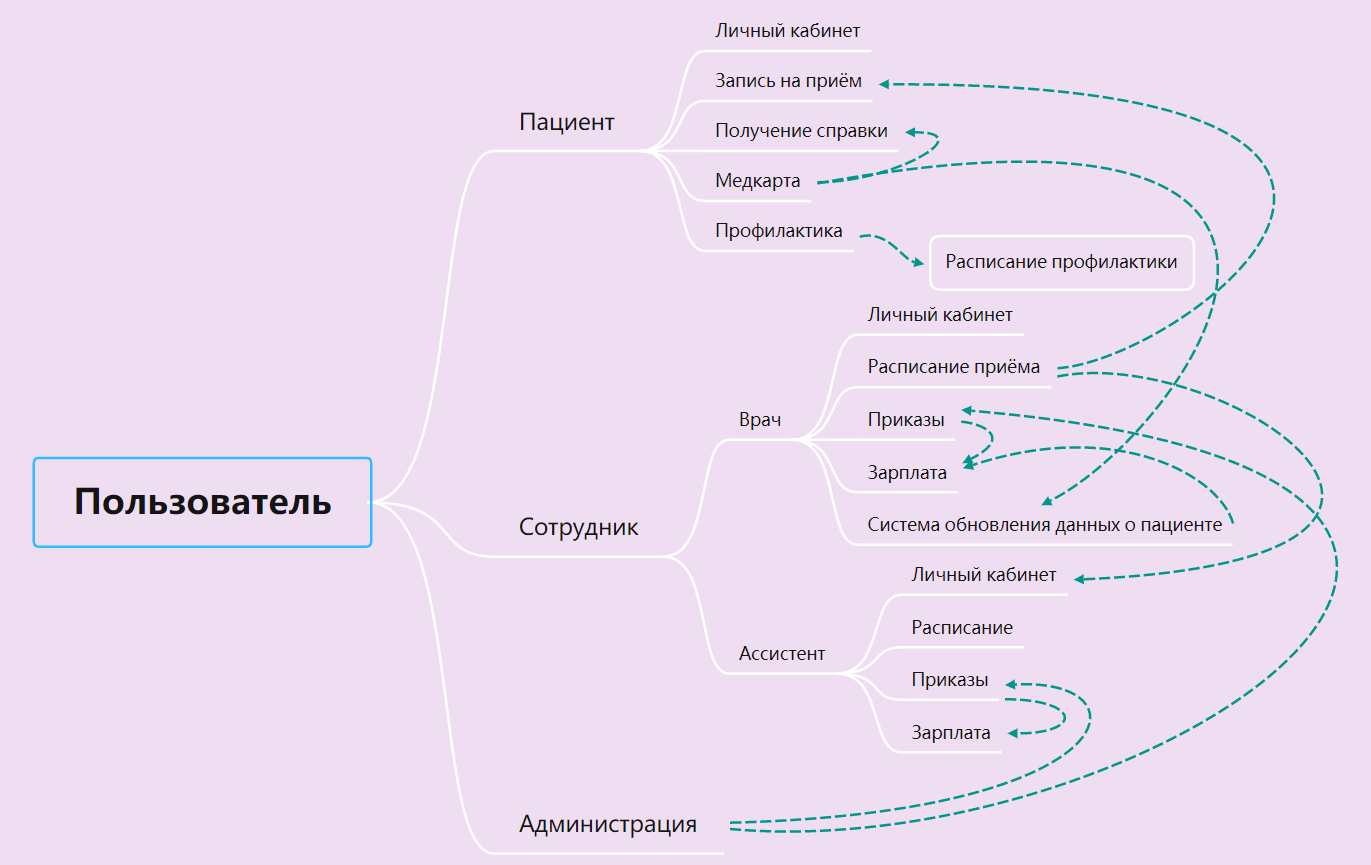 Пользователь
Пациент
Личный кабинет
Запись на приём
Получение справки
Медкарта
Профилактика
Расписание профилактики
Сотрудник
Врач
Личный кабинет
Расписание приёма
Приказы
Зарплата
Система обновления данных о пациенте
Ассистент
Личный кабинет
Расписание
Приказы
Зарплата
Администрация